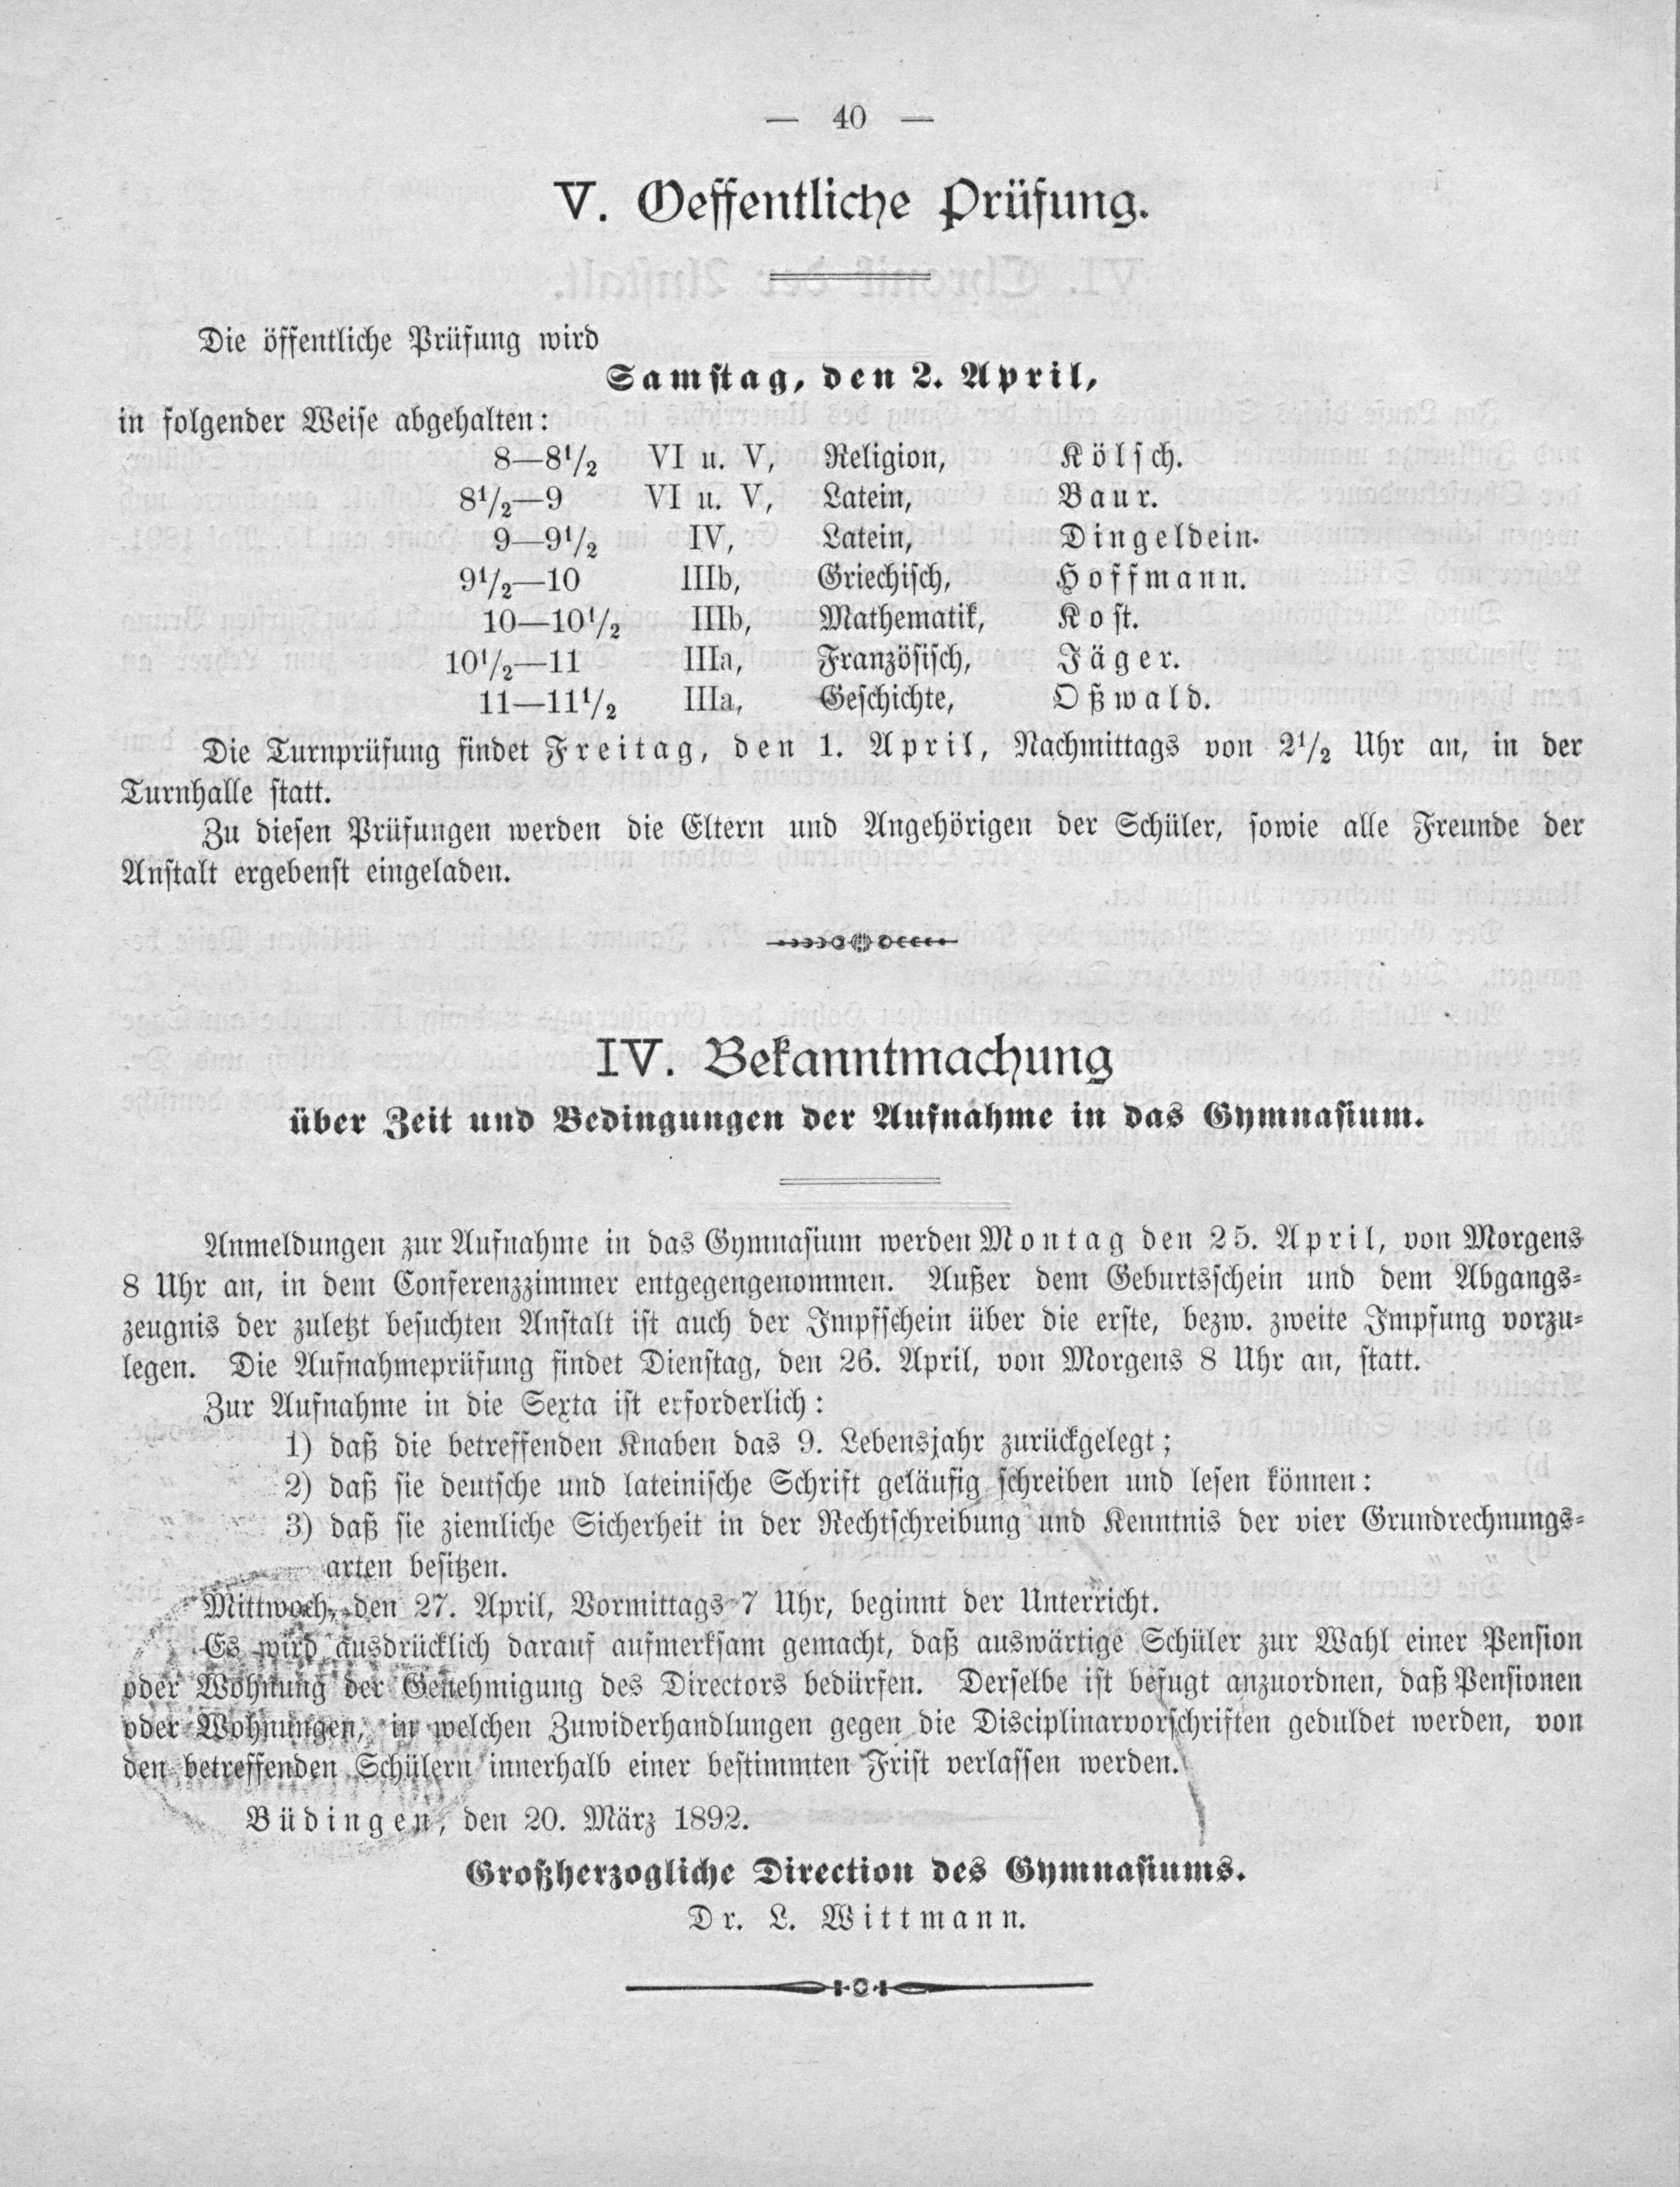 — 40 —
V. Oeffentliche Prüfung.
Die öffentliche Prüfung wird
Samstag, den 2. April,
in folgender Weise abgehalten:
8—8¹/₂ VI u. V, Religion, Kölsch.
8¹/₂—9 VI u. V, Latein, Baur.
9—9¹/₂ IV, Latein, Dingeldein.
9¹/₂—10 IIIb, Griechisch, Hoffmann.
10—10¹/₂ IIIb, Mathematik, Kost.
10¹/₂—11 IIIa, Französisch, Jäger.
11—11¹/₂ IIIa, Geschichte, Oßwald.
Die Turnprüfung findet Freitag, den 1. April, Nachmittags von 2¹/₂ Uhr an, in der
Turnhalle statt.
Zu diesen Prüfungen werden die Eltern und Angehörigen der Schüler, sowie alle Freunde der
Anstalt ergebenst eingeladen.
IV. Bekanntmachung
über Zeit und Bedingungen der Aufnahme in das Gymnasium.
Anmeldungen zur Aufnahme in das Gymnasium werden Montag den 25. April, von Morgens
8 Uhr an, in dem Conferenzzimmer entgegengenommen. Außer dem Geburtsschein und dem Abgangs-
zeugnis der zuletzt besuchten Anstalt ist auch der Impfschein über die erste, bezw. zweite Impfung vorzu-
legen. Die Aufnahmeprüfung findet Dienstag, den 26. April, von Morgens 8 Uhr an, statt.
Zur Aufnahme in die Sexta ist erforderlich:
1) daß die betreffenden Knaben das 9. Lebensjahr zurückgelegt;
2) daß sie deutsche und lateinische Schrift geläufig schreiben und lesen können:
3) daß sie ziemliche Sicherheit in der Rechtschreibung und Kenntnis der vier Grundrechnungs-
arten besitzen.
Mittwoch, den 27. April, Vormittags 7 Uhr, beginnt der Unterricht.
Es wird ausdrücklich darauf aufmerksam gemacht, daß auswärtige Schüler zur Wahl einer Pension
oder Wohnung der Genehmigung des Directors bedürfen. Derselbe ist befugt anzuordnen, daß Pensionen
oder Wohnungen, in welchen Zuwiderhandlungen gegen die Disciplinarvorschriften geduldet werden, von
den betreffenden Schülern innerhalb einer bestimmten Frist verlassen werden.
Büdingen, den 20. März 1892.
Großherzogliche Direction des Gymnasiums.
Dr. L. Wittmann.